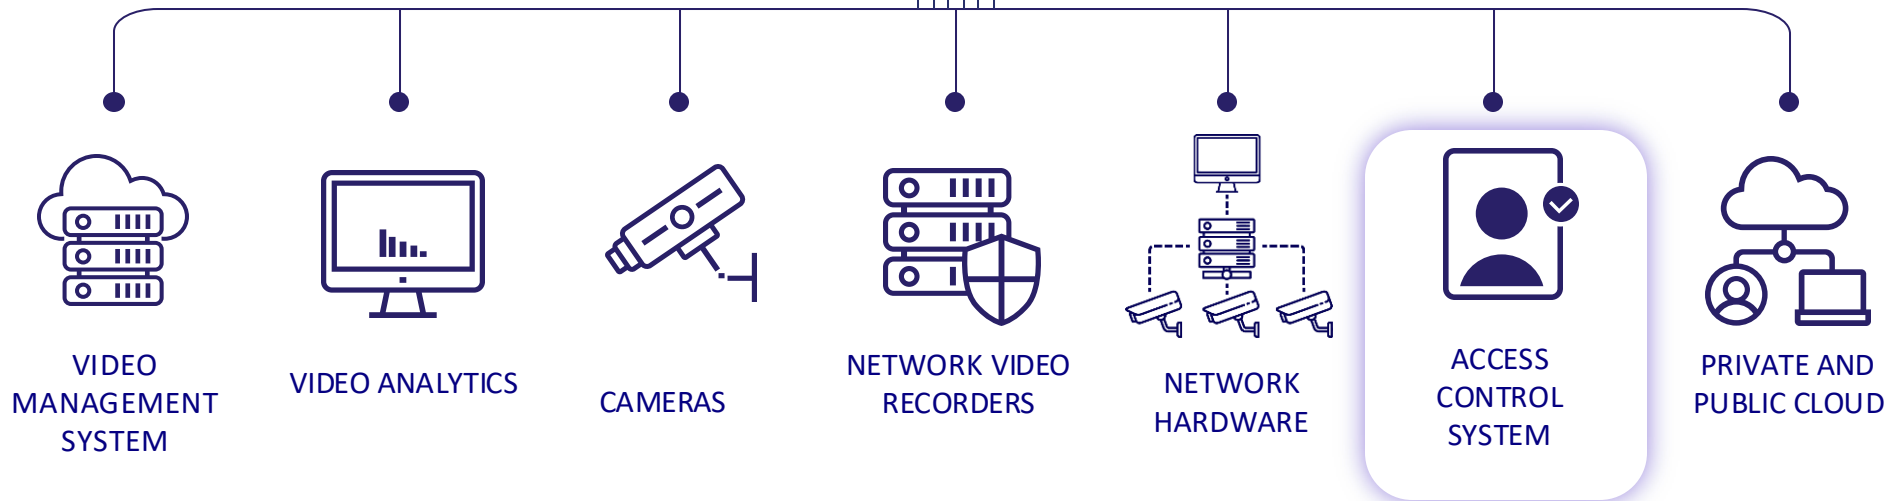 VIDEO
MANAGEMENT
SYSTEM
VIDEO ANALYTICS
CAMERAS
NETWORK VIDEO
RECORDERS
NETWORK
HARDWARE
ACCESS
CONTROL
SYSTEM
PRIVATE AND
PUBLIC CLOUD